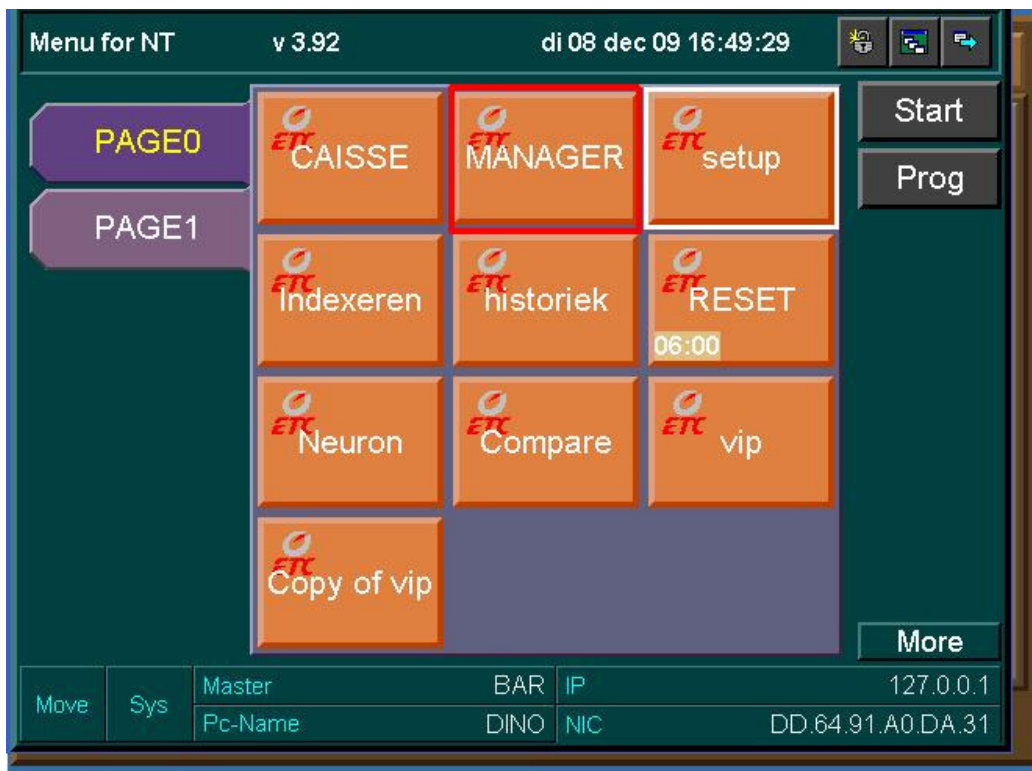 Menu for NT v 3.92 di 08 dec 09 16:49:29
PAGE0
PAGE1
ETC CAISSE
ETC MANAGER
ETC setup
ETC Indexeren
ETC historiek
ETC RESET
06:00
ETC Neuron
ETC Compare
ETC vip
ETC Copy of vip
Start
Prog
More
Move
Sys
Master BAR
Pc-Name DINO
IP 127.0.0.1
NIC DD.64.91.A0.DA.31